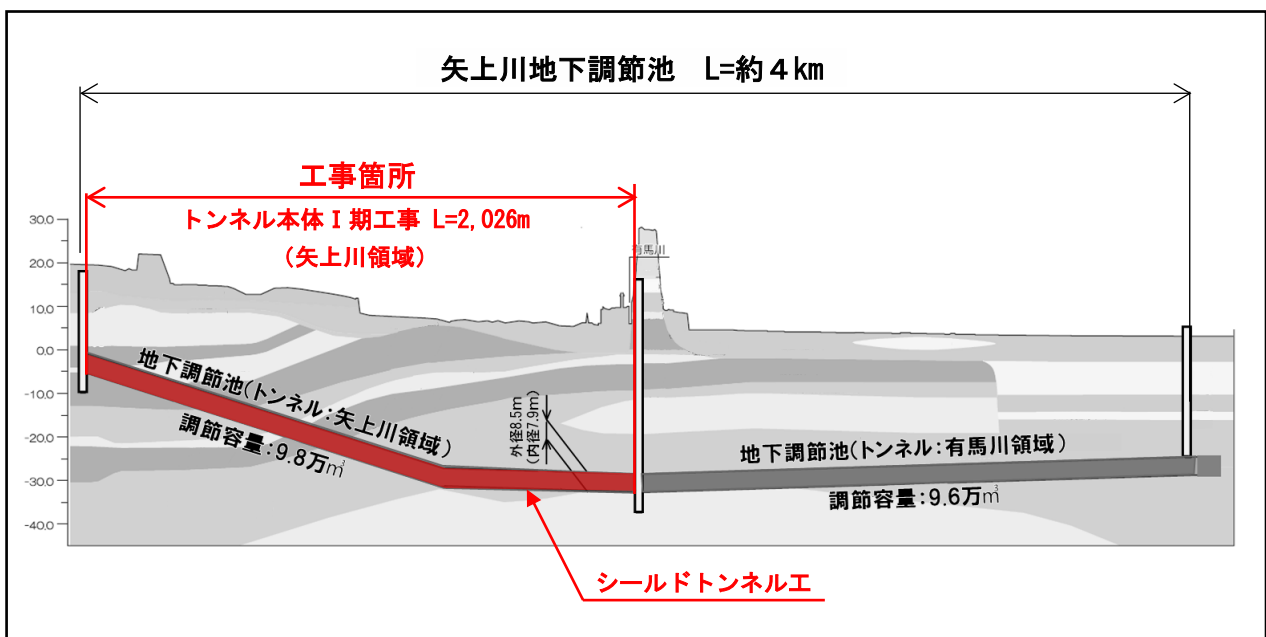 矢上川地下調節池 L=約４km
工事箇所
トンネル本体Ⅰ期工事 L=2,026m
(矢上川領域)
有馬川
30.0
20.0
10.0
0.0
-10.0
-20.0
-30.0
-40.0
地下調節池(トンネル:矢上川領域)
調節容量:9.8万㎥
外径8.5m
(内径7.9m)
地下調節池(トンネル:有馬川領域)
調節容量:9.6万㎥
シールドトンネル工